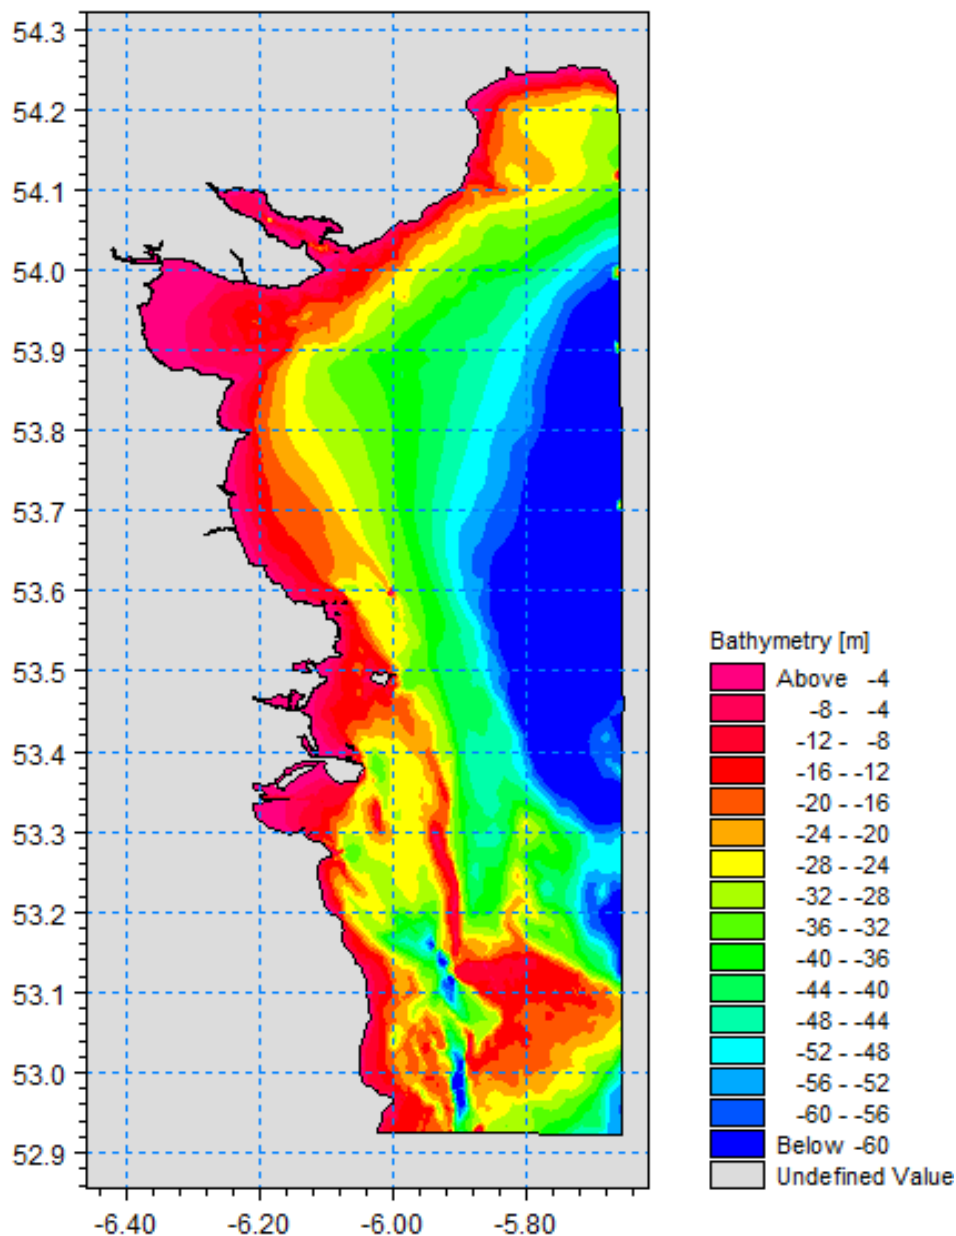 54.3
54.2
54.1
54.0
53.9
53.8
53.7
53.6
53.5
53.4
53.3
53.2
53.1
53.0
52.9
-6.40 -6.20 -6.00 -5.80
Bathymetry [m]
Above -4
-8 - -4
-12 - -8
-16 - -12
-20 - -16
-24 - -20
-28 - -24
-32 - -28
-36 - -32
-40 - -36
-44 - -40
-48 - -44
-52 - -48
-56 - -52
-60 - -56
Below -60
Undefined Value